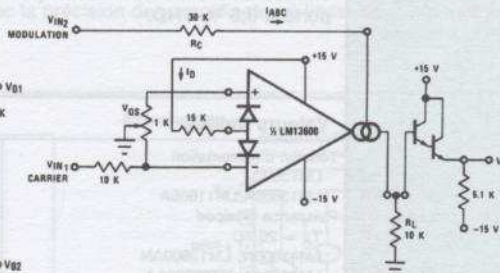 VIN2
MODULATION
30 K
RC
IABC
+15 V
ID
VO1
K
VOS
1 K
15 K
+
½ LM13600
-
VIN1
CARRIER
10 K
-15 V
5.1 K
RL
10 K
-15 V
VO2